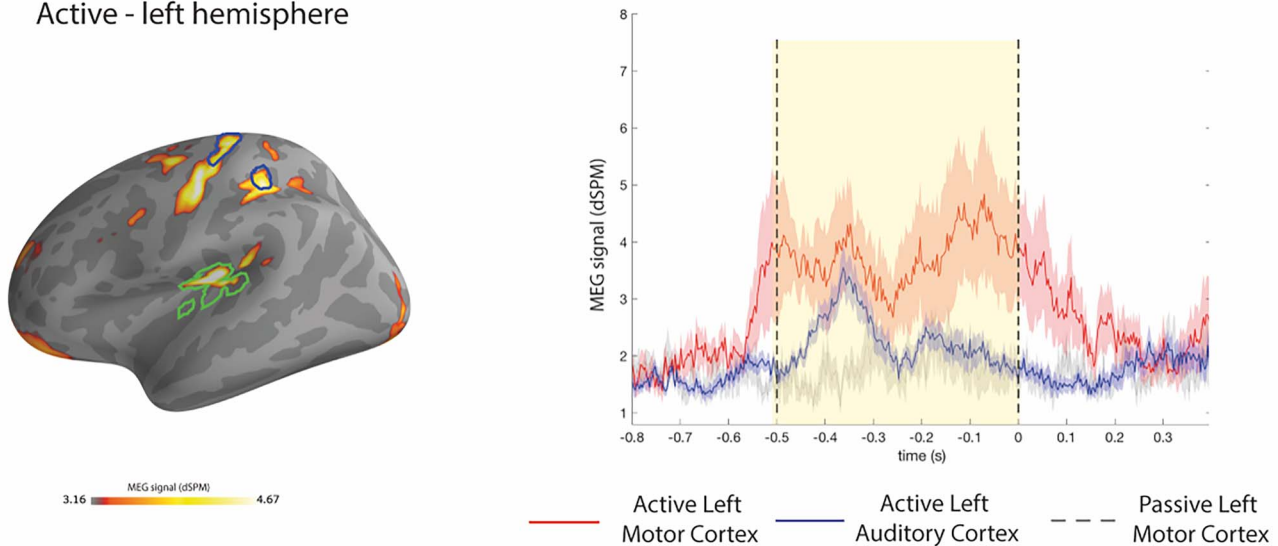 Active - left hemisphere
MEG signal (dSPM)
3.16
4.67
8
7
6
5
4
3
2
1
MEG signal (dSPM)
-0.8 -0.7 -0.6 -0.5 -0.4 -0.3 -0.2 -0.1 0 0.1 0.2 0.3
time (s)
Active Left
Motor Cortex
Active Left
Auditory Cortex
Passive Left
Motor Cortex